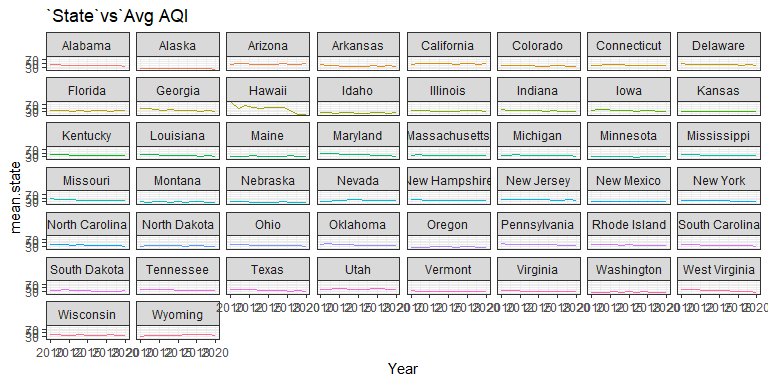 `State`vs`Avg AQI
Alabama Alaska Arizona Arkansas California Colorado Connecticut Delaware
Florida Georgia Hawaii Idaho Illinois Indiana Iowa Kansas
Kentucky Louisiana Maine Maryland Massachusetts Michigan Minnesota Mississippi
Missouri Montana Nebraska Nevada New Hampshire New Jersey New Mexico New York
North Carolina North Dakota Ohio Oklahoma Oregon Pennsylvania Rhode Island South Carolina
South Dakota Tennessee Texas Utah Vermont Virginia Washington West Virginia
Wisconsin Wyoming
mean.state
Year